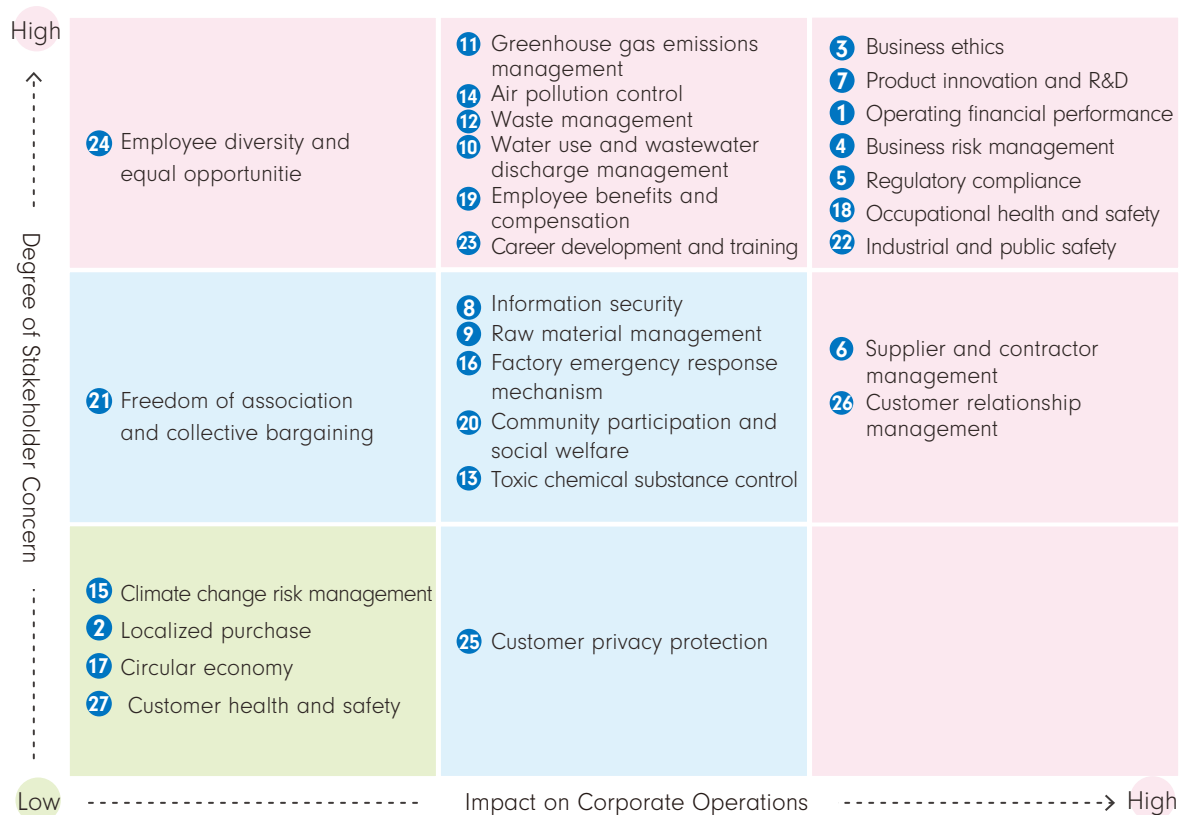 High
24 Employee diversity and
equal opportunitie
11 Greenhouse gas emissions
management
14 Air pollution control
12 Waste management
10 Water use and wastewater
discharge management
19 Employee benefits and
compensation
23 Career development and training
3 Business ethics
7 Product innovation and R&D
1 Operating financial performance
4 Business risk management
5 Regulatory compliance
18 Occupational health and safety
22 Industrial and public safety
Degree of Stakeholder Concern
21 Freedom of association
and collective bargaining
8 Information security
9 Raw material management
16 Factory emergency response
mechanism
20 Community participation and
social welfare
13 Toxic chemical substance control
6 Supplier and contractor
management
26 Customer relationship
management
15 Climate change risk management
2 Localized purchase
17 Circular economy
27 Customer health and safety
25 Customer privacy protection
Low
Impact on Corporate Operations
High